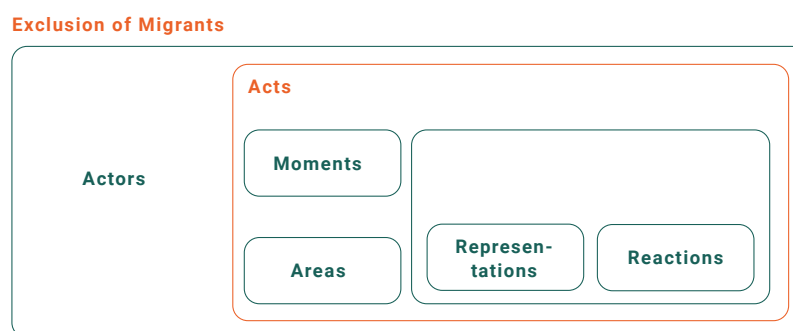 Exclusion of Migrants
Acts
Moments
Actors
Represen-
tations
Reactions
Areas